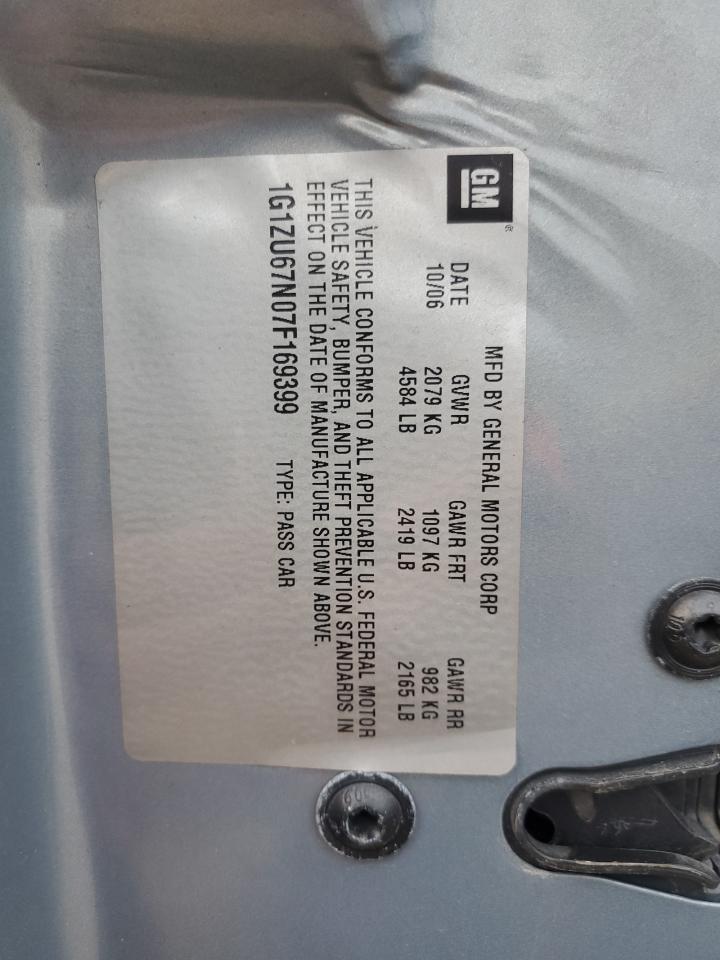 GM®
MFD BY GENERAL MOTORS CORP
DATE GVWR GAWR FRT GAWR RR
10/06 2079 KG 1097 KG 982 KG
4584 LB 2419 LB 2165 LB
THIS VEHICLE CONFORMS TO ALL APPLICABLE U.S. FEDERAL MOTOR
VEHICLE SAFETY, BUMPER, AND THEFT PREVENTION STANDARDS IN
EFFECT ON THE DATE OF MANUFACTURE SHOWN ABOVE.
1G1ZU67N07F169399 TYPE: PASS CAR